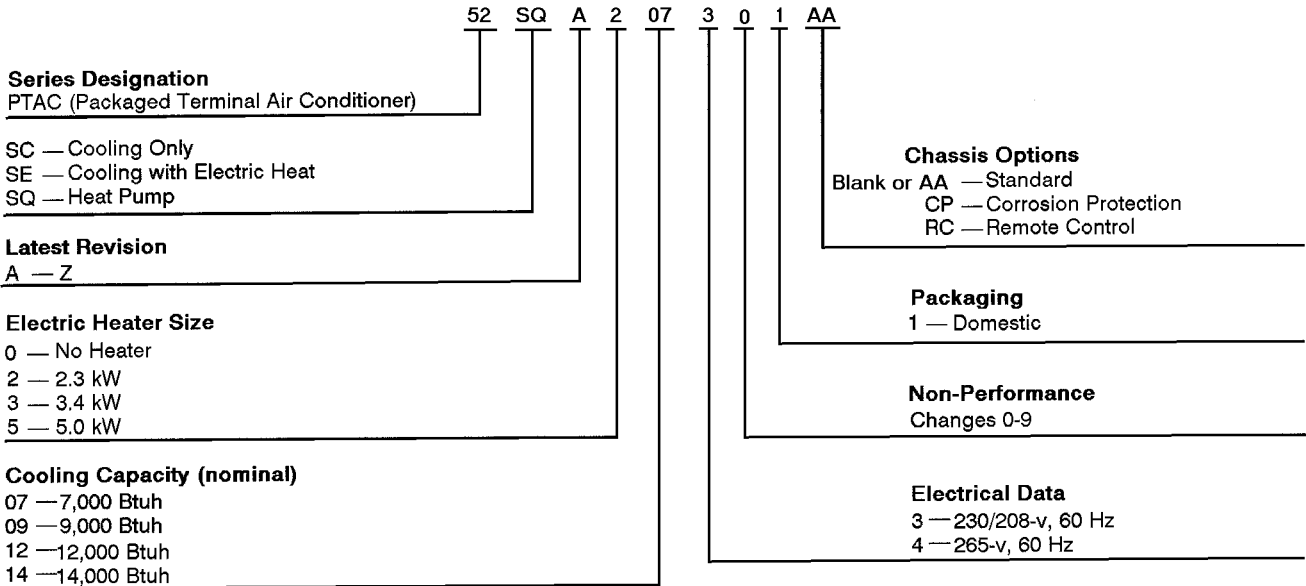 52 SQ A 2 07 3 0 1 AA
Series Designation
PTAC (Packaged Terminal Air Conditioner)
SC — Cooling Only
SE — Cooling with Electric Heat
SQ — Heat Pump
Latest Revision
A — Z
Electric Heater Size
0 — No Heater
2 — 2.3 kW
3 — 3.4 kW
5 — 5.0 kW
Cooling Capacity (nominal)
07 — 7,000 Btuh
09 — 9,000 Btuh
12 — 12,000 Btuh
14 — 14,000 Btuh
Chassis Options
Blank or AA — Standard
CP — Corrosion Protection
RC — Remote Control
Packaging
1 — Domestic
Non-Performance
Changes 0-9
Electrical Data
3 — 230/208-v, 60 Hz
4 — 265-v, 60 Hz